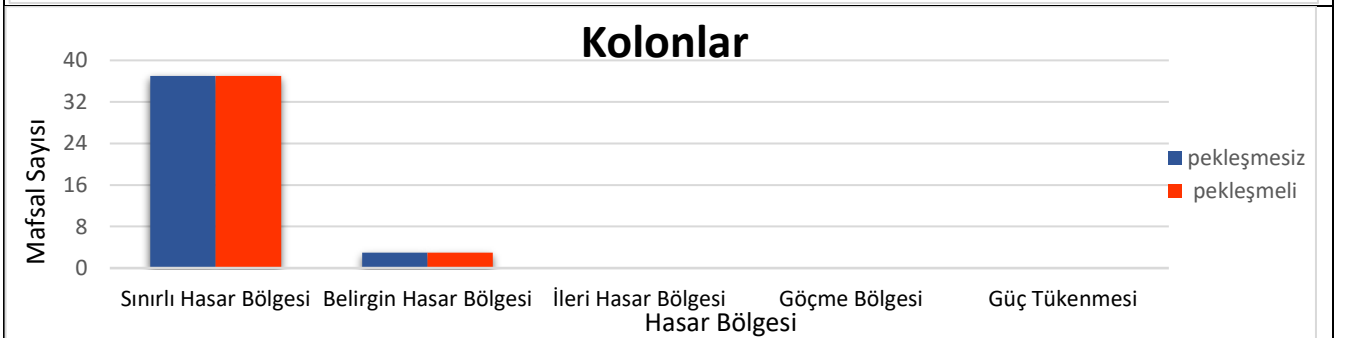 Kolonlar
40
32
24
16
8
0
Mafsal Sayısı
Sınırlı Hasar Bölgesi Belirgin Hasar Bölgesi İleri Hasar Bölgesi Göçme Bölgesi Güç Tükenmesi
Hasar Bölgesi
pekleşmesiz
pekleşmeli